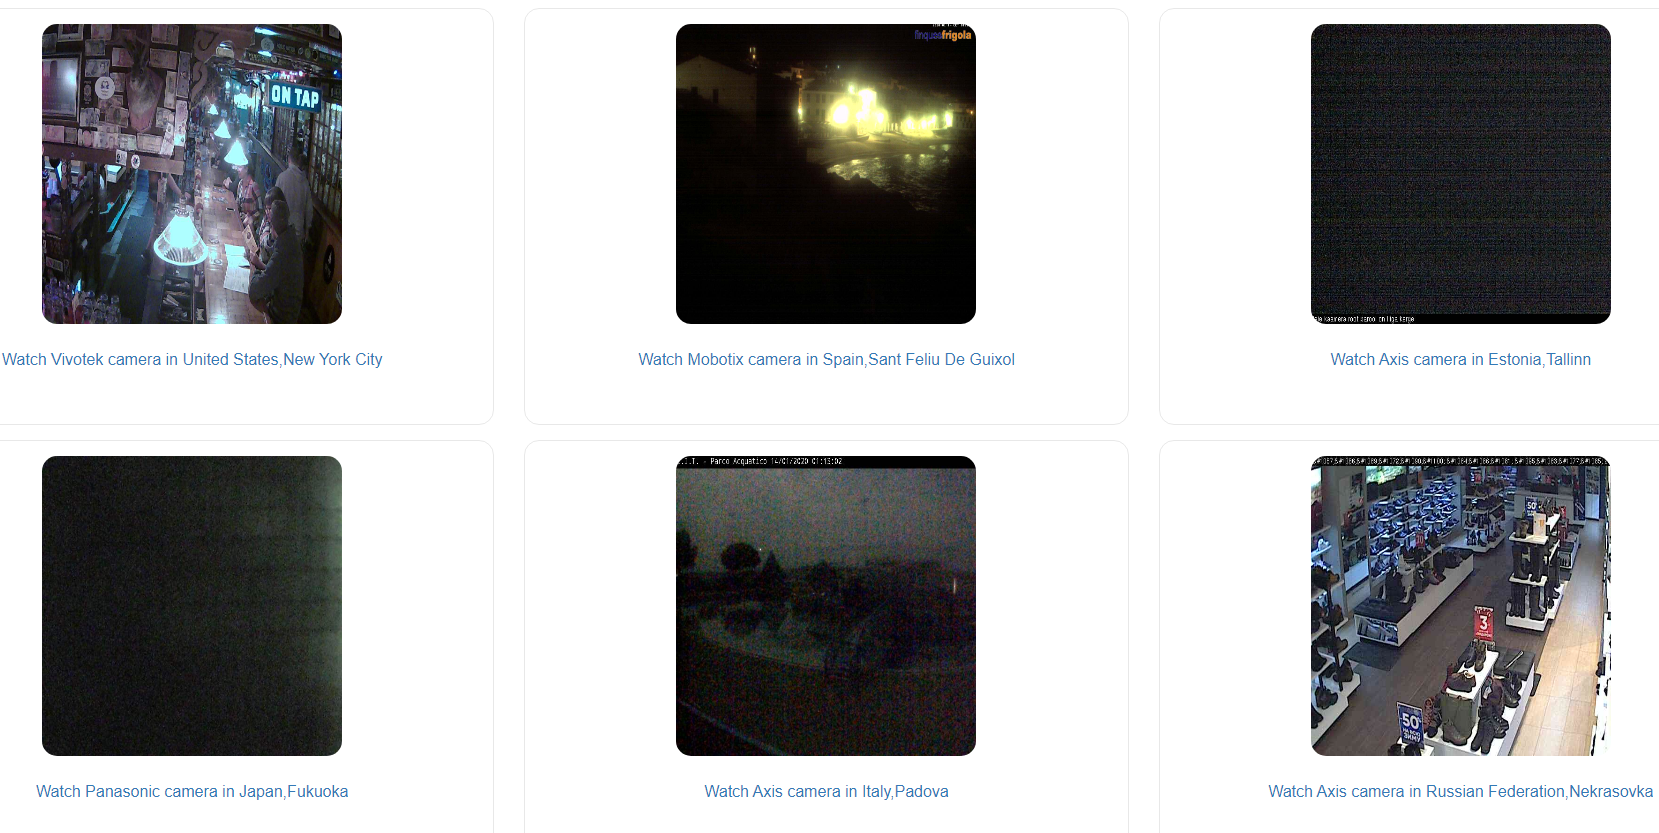 ON TAP
finquesfrigola
Watch Vivotek camera in United States,New York City
Watch Mobotix camera in Spain,Sant Feliu De Guixol
Watch Axis camera in Estonia,Tallinn
Parco Acquatico 14/01/2020 01:13:02
50%
3
-50%
НА ВСЮ
ЗИМУ
Watch Panasonic camera in Japan,Fukuoka
Watch Axis camera in Italy,Padova
Watch Axis camera in Russian Federation,Nekrasovka